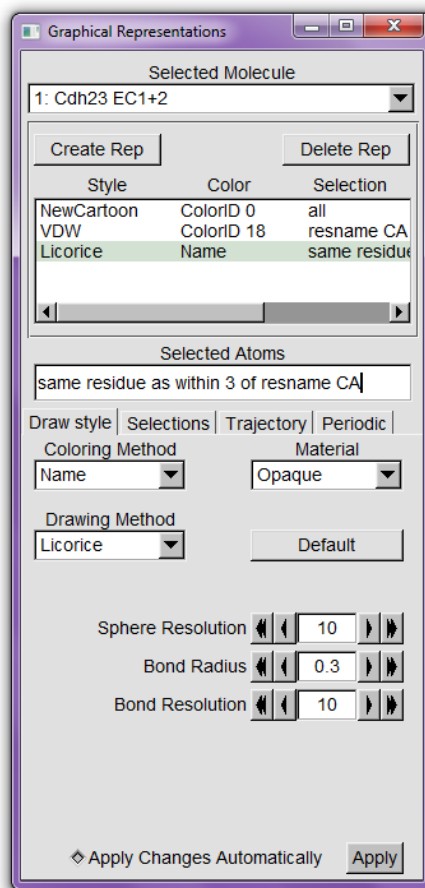 Graphical Representations
Selected Molecule
1: Cdh23 EC1+2
Create Rep Delete Rep
Style Color Selection
NewCartoon ColorID 0 all
VDW ColorID 18 resname CA
Licorice Name same residue
Selected Atoms
same residue as within 3 of resname CA
Draw style Selections Trajectory Periodic
Coloring Method Material
Name Opaque
Drawing Method
Licorice Default
Sphere Resolution 10
Bond Radius 0.3
Bond Resolution 10
Apply Changes Automatically Apply